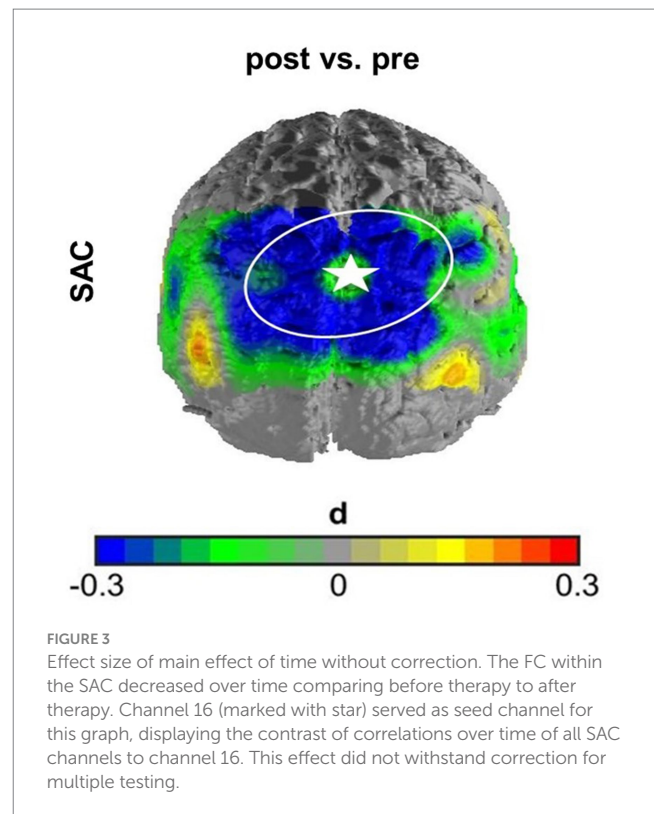 post vs. pre
SAC
d
-0.3 0 0.3
FIGURE 3
Effect size of main effect of time without correction. The FC within
the SAC decreased over time comparing before therapy to after
therapy. Channel 16 (marked with star) served as seed channel for
this graph, displaying the contrast of correlations over time of all SAC
channels to channel 16. This effect did not withstand correction for
multiple testing.